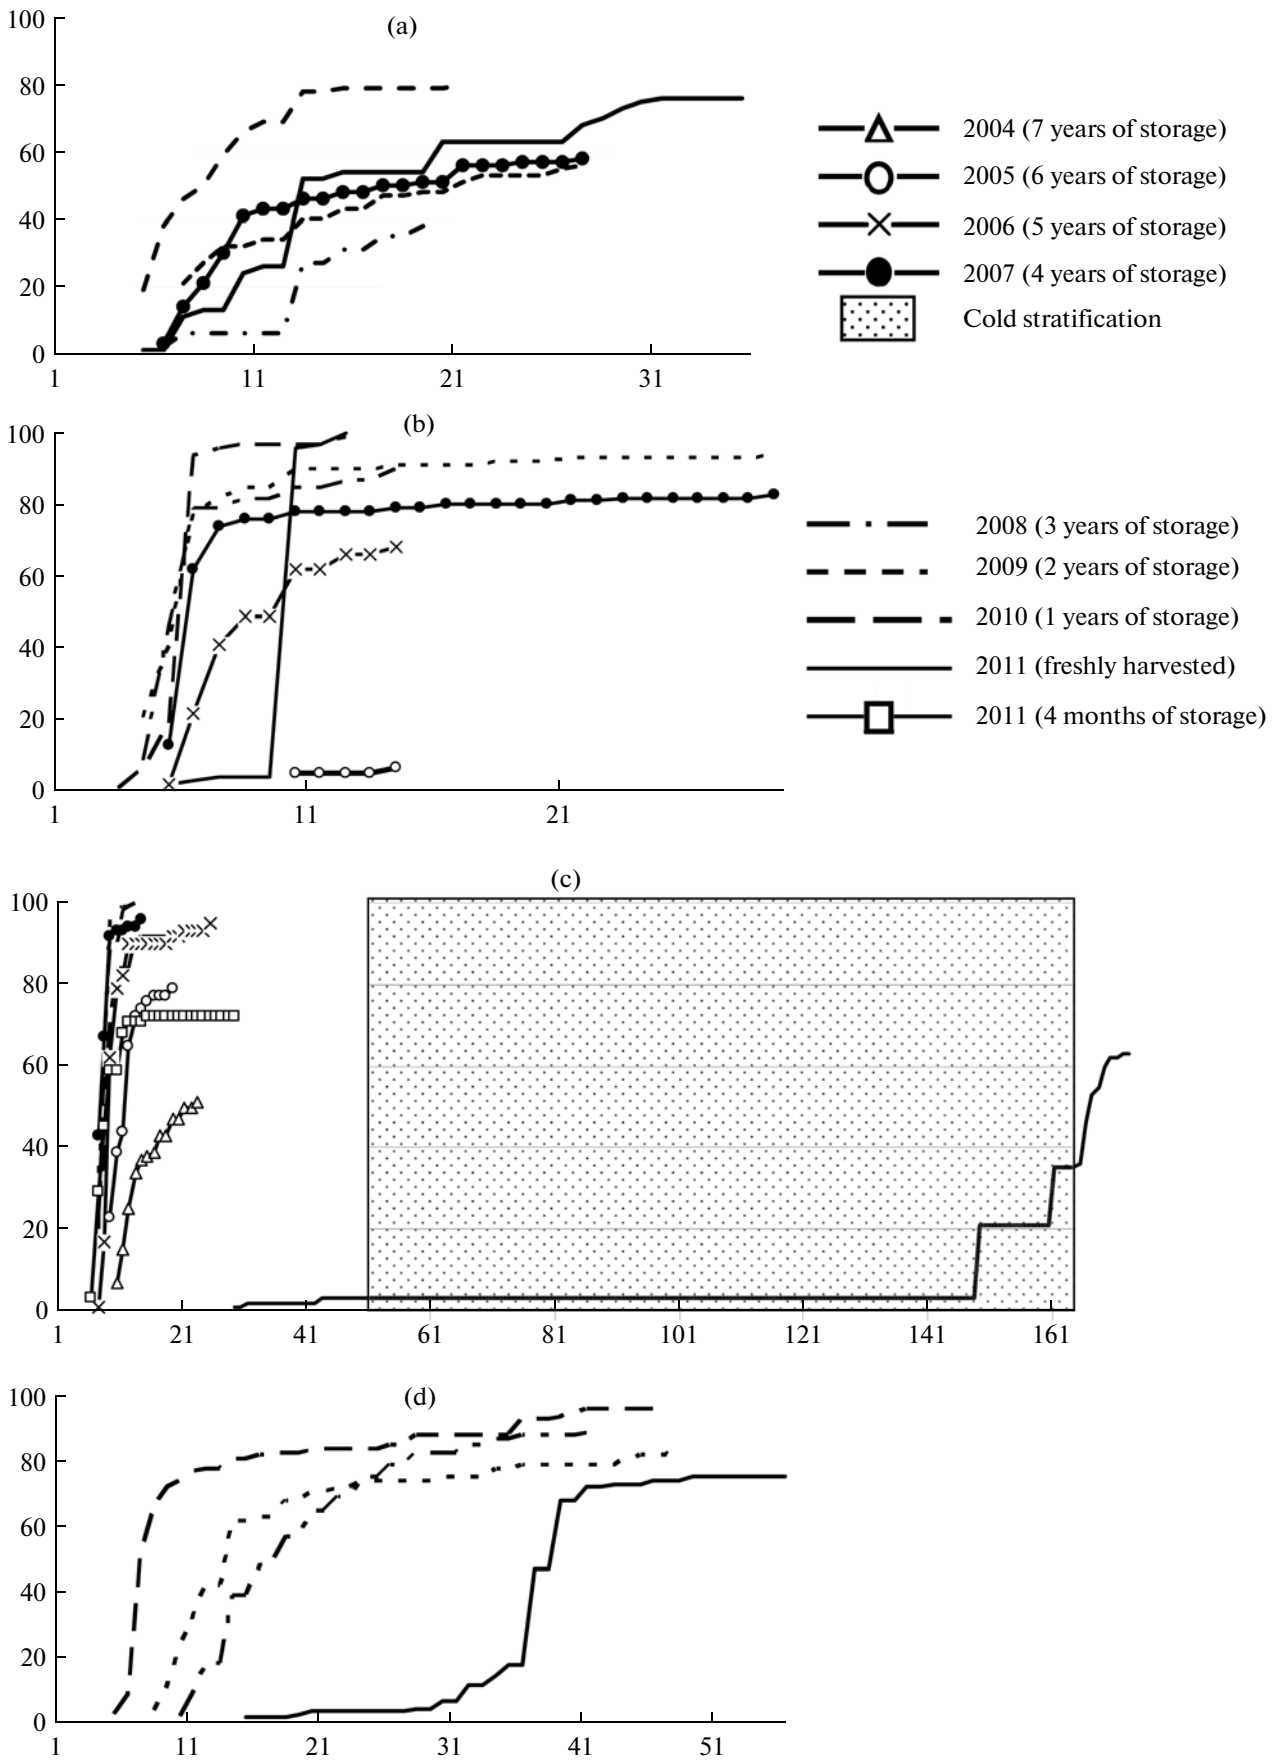 (a)
100
80
60
40
20
0
1 11 21 31
2004 (7 years of storage)
2005 (6 years of storage)
2006 (5 years of storage)
2007 (4 years of storage)
Cold stratification
(b)
100
80
60
40
20
0
1 11 21
2008 (3 years of storage)
2009 (2 years of storage)
2010 (1 years of storage)
2011 (freshly harvested)
2011 (4 months of storage)
(c)
100
80
60
40
20
0
1 21 41 61 81 101 121 141 161
(d)
100
80
60
40
20
0
1 11 21 31 41 51